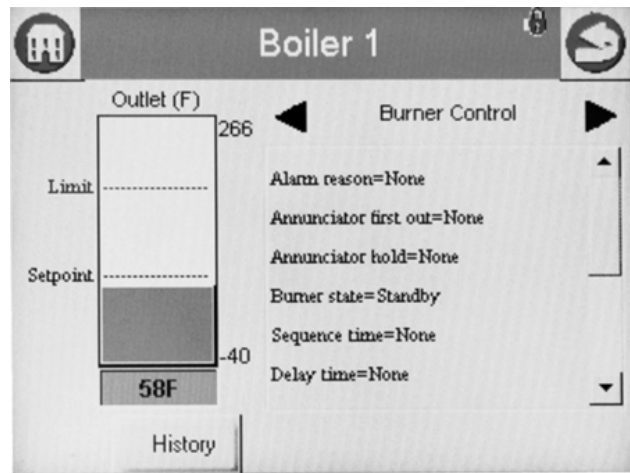 Boiler 1
Outlet (F)
266
Limit
Setpoint
-40
58F
History
Burner Control
Alarm reason=None
Annunciator first out=None
Annunciator hold=None
Burner state=Standby
Sequence time=None
Delay time=None